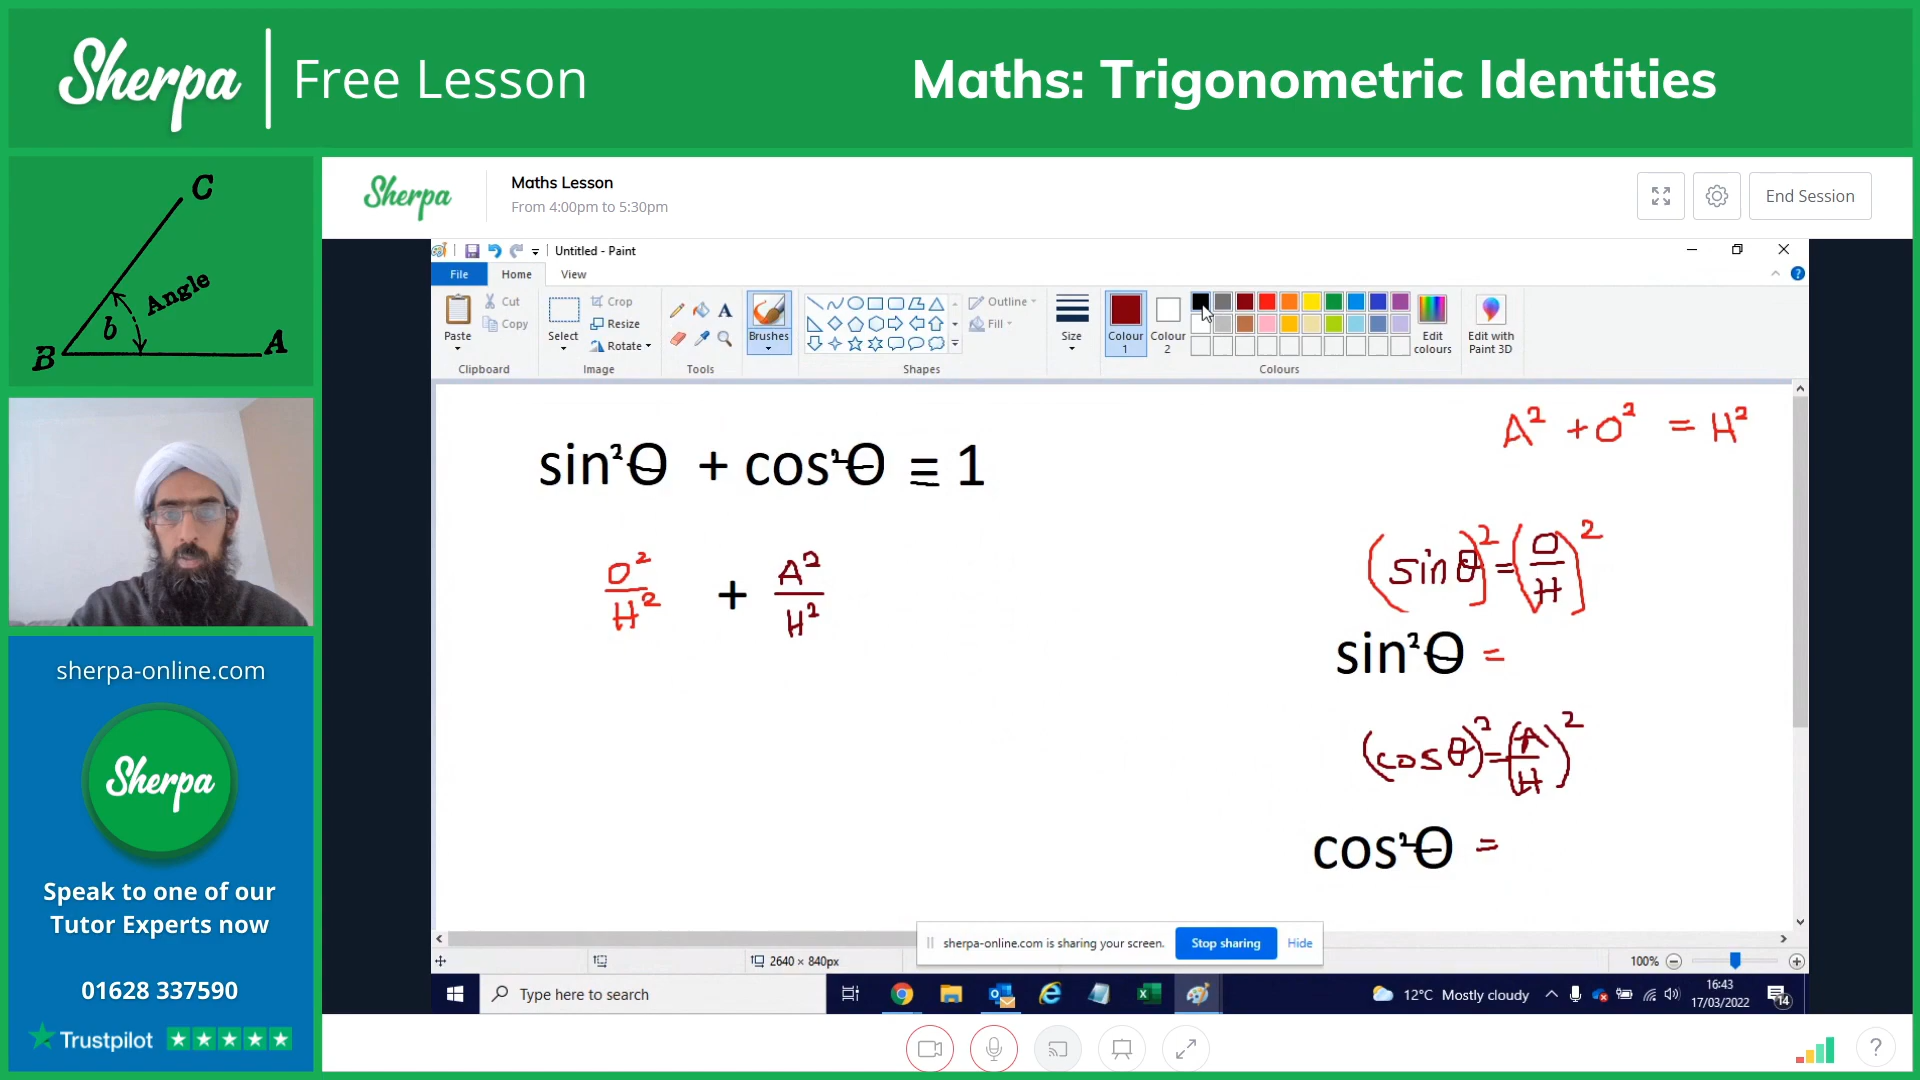 Sherpa | Free Lesson
Maths: Trigonometric Identities
C
Angle
b
B
A
sherpa-online.com
Sherpa
Speak to one of our
Tutor Experts now
01628 337590
Trustpilot
Sherpa
Maths Lesson
From 4:00pm to 5:30pm
End Session
Untitled - Paint
File Home View
Paste
Cut
Copy
Clipboard
Select
Crop
Resize
Rotate
Image
A
Tools
Brushes
Shapes
Outline
Fill
Size
Colour 1
Colour 2
Edit colours
Colours
Edit with Paint 3D
A² + O² = H²
sin²Θ + cos²Θ ≡ 1
O²/H² + A²/H²
(sin θ)² = (O/H)²
sin²Θ =
(cos θ)² = (A/H)²
cos²Θ =
sherpa-online.com is sharing your screen.
Stop sharing
Hide
2640 × 840px
100%
Type here to search
12°C Mostly cloudy
16:43
17/03/2022
14
?